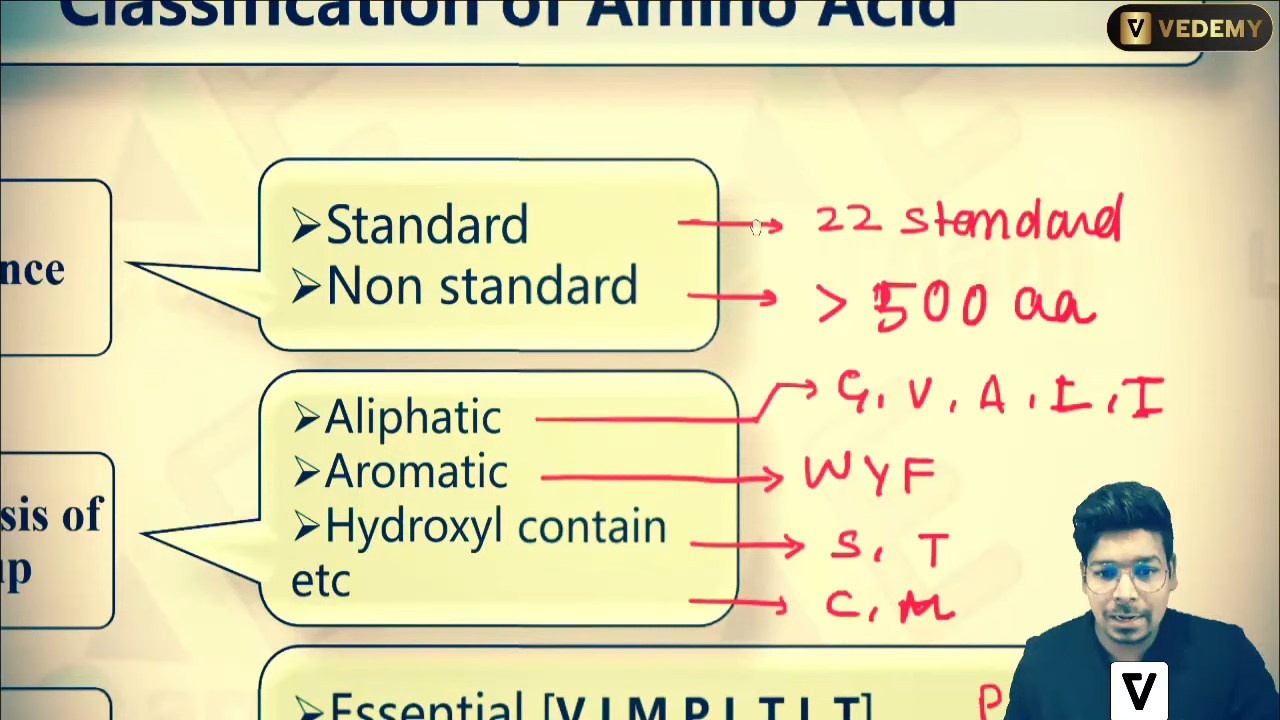 Classification of Amino Acid
VEDEMY
➢Standard → 22 standard
➢Non standard → > 500 aa
nce
➢Aliphatic → G, V, A, I, I
➢Aromatic → W Y F
➢Hydroxyl contain → S, T
etc → C, M
sis of
up
➢Essential [V I M P L T L T] P